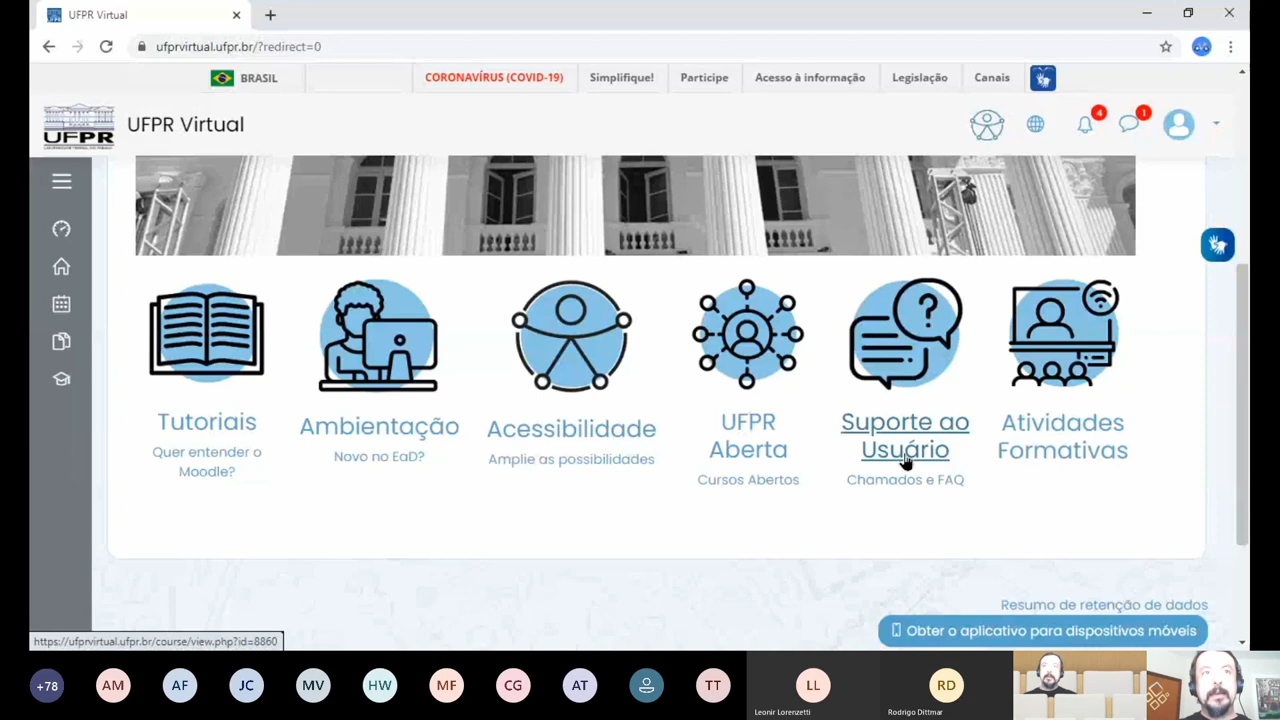 UFPR Virtual
ufprvirtual.ufpr.br/?redirect=0
BRASIL
CORONAVÍRUS (COVID-19)
Simplifique!
Participe
Acesso à informação
Legislação
Canais
UFPR
UFPR Virtual
4
1
Tutoriais
Quer entender o
Moodle?
Ambientação
Novo no EaD?
Acessibilidade
Amplie as possibilidades
UFPR
Aberta
Cursos Abertos
Suporte ao
Usuário
Chamados e FAQ
Atividades
Formativas
Resumo de retenção de dados
Obter o aplicativo para dispositivos móveis
https://ufprvirtual.ufpr.br/course/view.php?id=8860
+78
AM
AF
JC
MV
HW
MF
CG
AT
TT
LL
Leonir Lorenzetti
RD
Rodrigo Dittmar